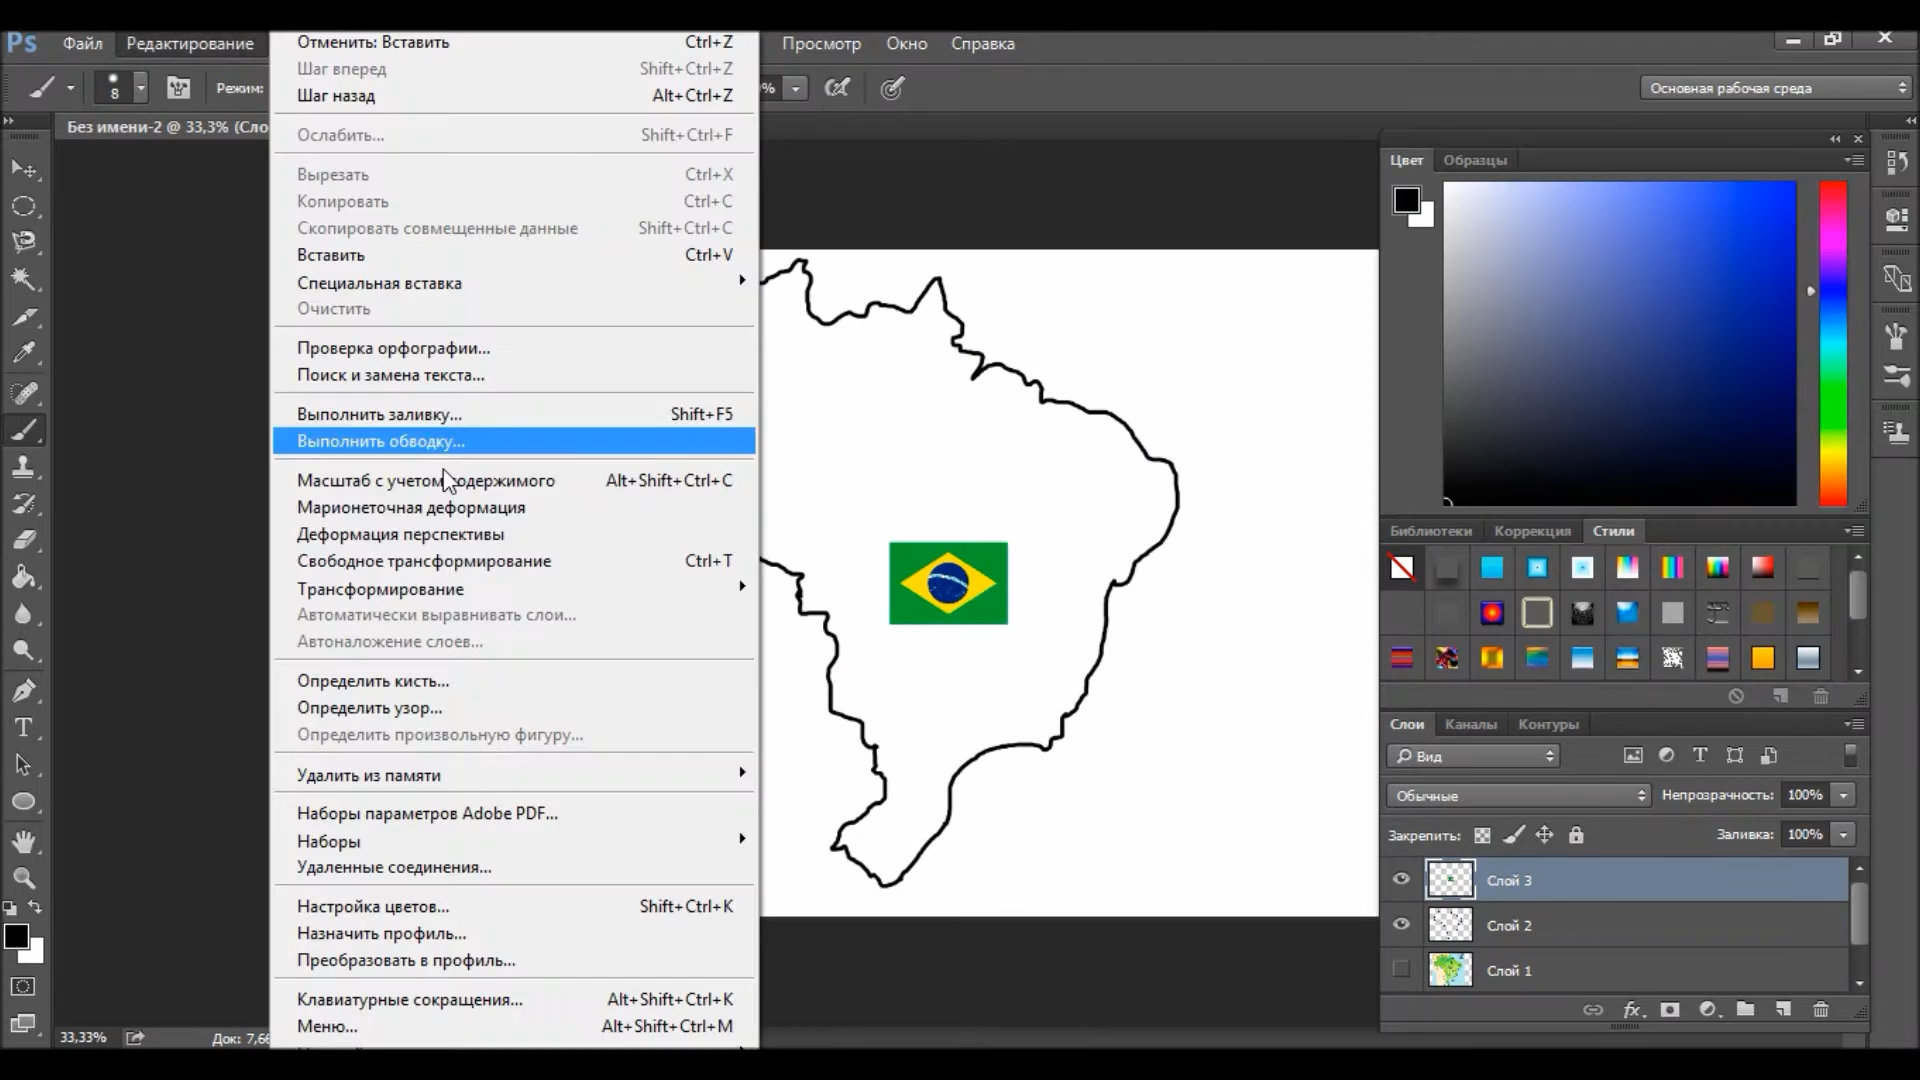 Ps Файл Редактирование Просмотр Окно Справка
8 Режим: % Основная рабочая среда
Без имени-2 @ 33,3% (Сло
Отменить: Вставить Ctrl+Z
Шаг вперед Shift+Ctrl+Z
Шаг назад Alt+Ctrl+Z
Ослабить... Shift+Ctrl+F
Вырезать Ctrl+X
Копировать Ctrl+C
Скопировать совмещенные данные Shift+Ctrl+C
Вставить Ctrl+V
Специальная вставка
Очистить
Проверка орфографии...
Поиск и замена текста...
Выполнить заливку... Shift+F5
Выполнить обводку...
Масштаб с учетом содержимого Alt+Shift+Ctrl+C
Марионеточная деформация
Деформация перспективы
Свободное трансформирование Ctrl+T
Трансформирование
Автоматически выравнивать слои...
Автоналожение слоев...
Определить кисть...
Определить узор...
Определить произвольную фигуру...
Удалить из памяти
Наборы параметров Adobe PDF...
Наборы
Удаленные соединения...
Настройка цветов... Shift+Ctrl+K
Назначить профиль...
Преобразовать в профиль...
Клавиатурные сокращения... Alt+Shift+Ctrl+K
Меню... Alt+Shift+Ctrl+M
Цвет Образцы
Библиотеки Коррекция Стили
Слои Каналы Контуры
Вид
Обычные Непрозрачность: 100%
Закрепить: Заливка: 100%
Слой 3
Слой 2
Слой 1
fx
33,33% Док: 7,66